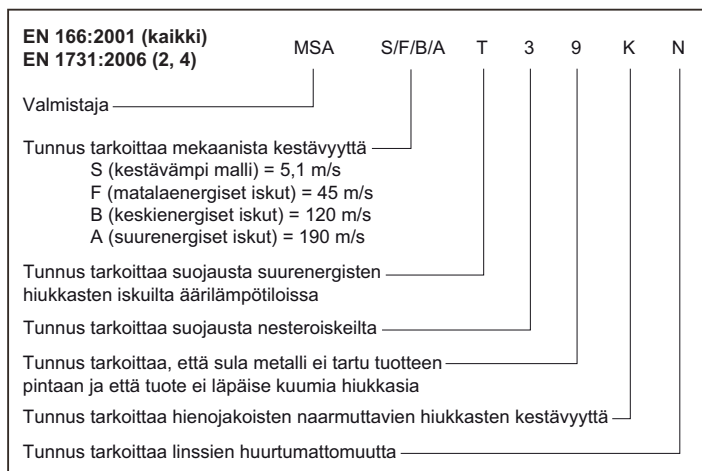 EN 166:2001 (kaikki)
EN 1731:2006 (2, 4)
MSA S/F/B/A T 3 9 K N
Valmistaja
Tunnus tarkoittaa mekaanista kestävyyttä
S (kestävämpi malli) = 5,1 m/s
F (matalaenergiset iskut) = 45 m/s
B (keskienergiset iskut) = 120 m/s
A (suurenergiset iskut) = 190 m/s
Tunnus tarkoittaa suojausta suurenergisten
hiukkasten iskuilta äärilämpötiloissa
Tunnus tarkoittaa suojausta nesteroiskeilta
Tunnus tarkoittaa, että sula metalli ei tartu tuotteen
pintaan ja että tuote ei läpäise kuumia hiukkasia
Tunnus tarkoittaa hienojakoisten naarmuttavien hiukkasten kestävyyttä
Tunnus tarkoittaa linssien huurtumattomuutta